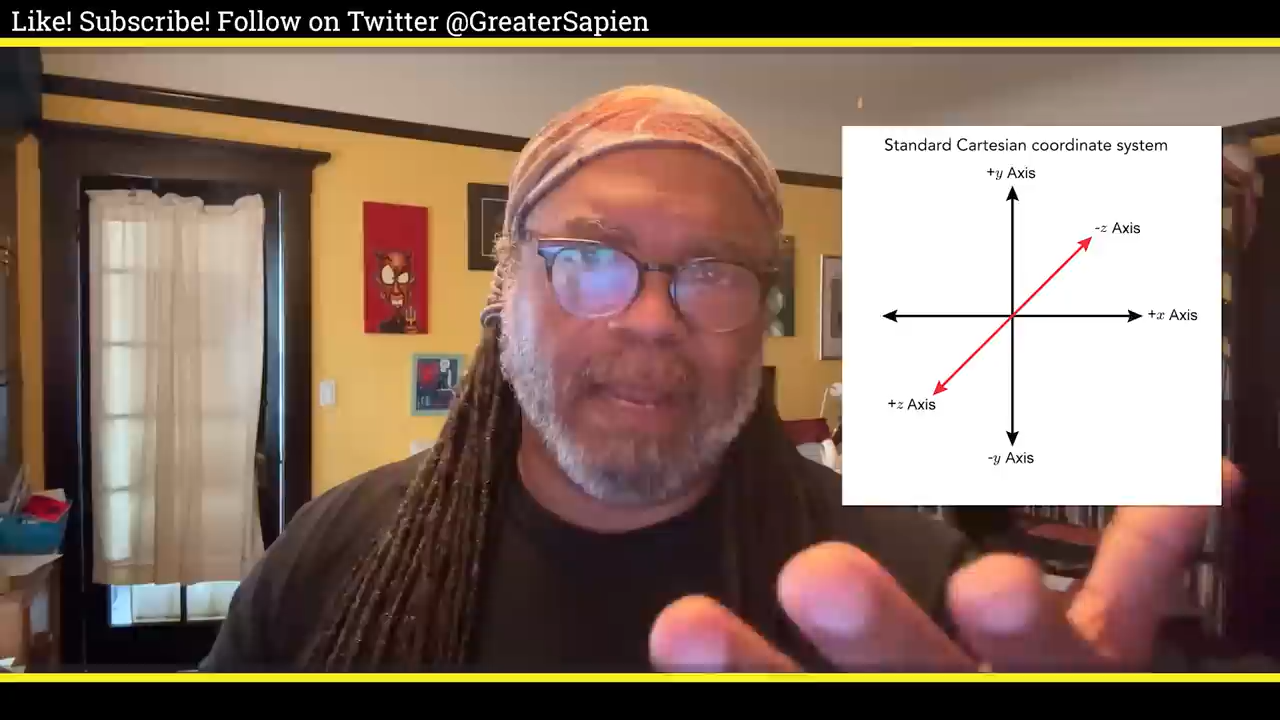 Like! Subscribe! Follow on Twitter @GreaterSapien
Standard Cartesian coordinate system
+y Axis
-z Axis
+x Axis
+z Axis
-y Axis